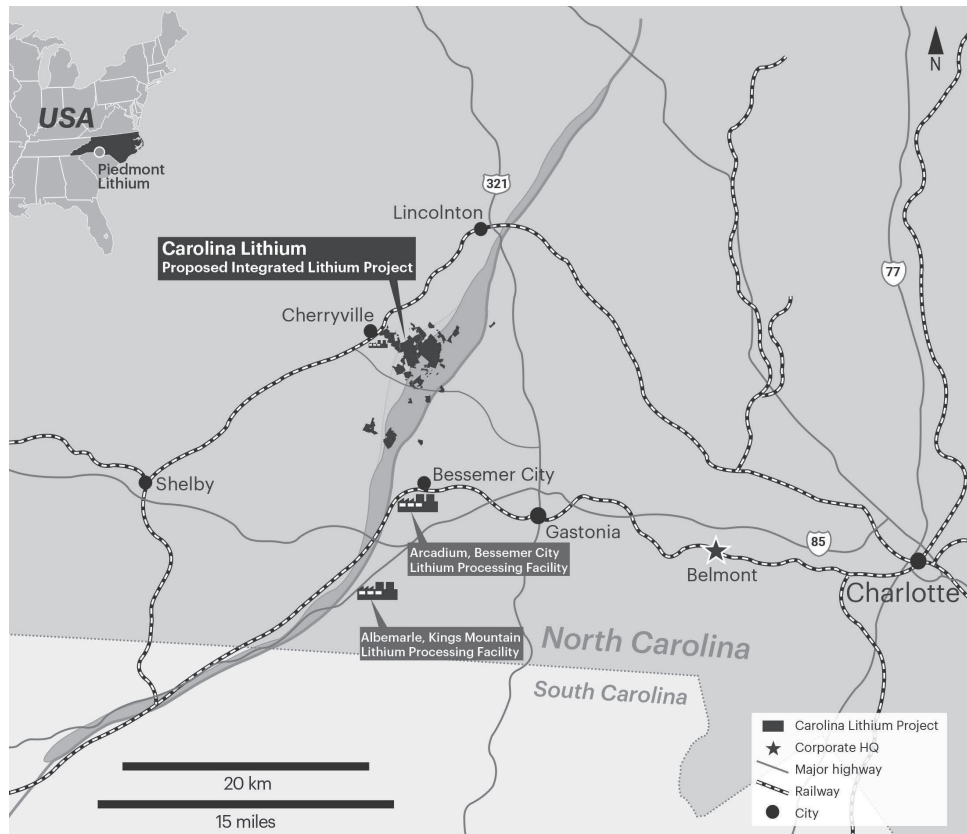 USA
Piedmont
Lithium
N
321
Lincolnton
Carolina Lithium
Proposed Integrated Lithium Project
77
Cherryville
Shelby
Bessemer City
Gastonia
Arcadium, Bessemer City
Lithium Processing Facility
85
Belmont
Charlotte
Albemarle, Kings Mountain
Lithium Processing Facility
North Carolina
South Carolina
20 km
15 miles
Carolina Lithium Project
Corporate HQ
Major highway
Railway
City